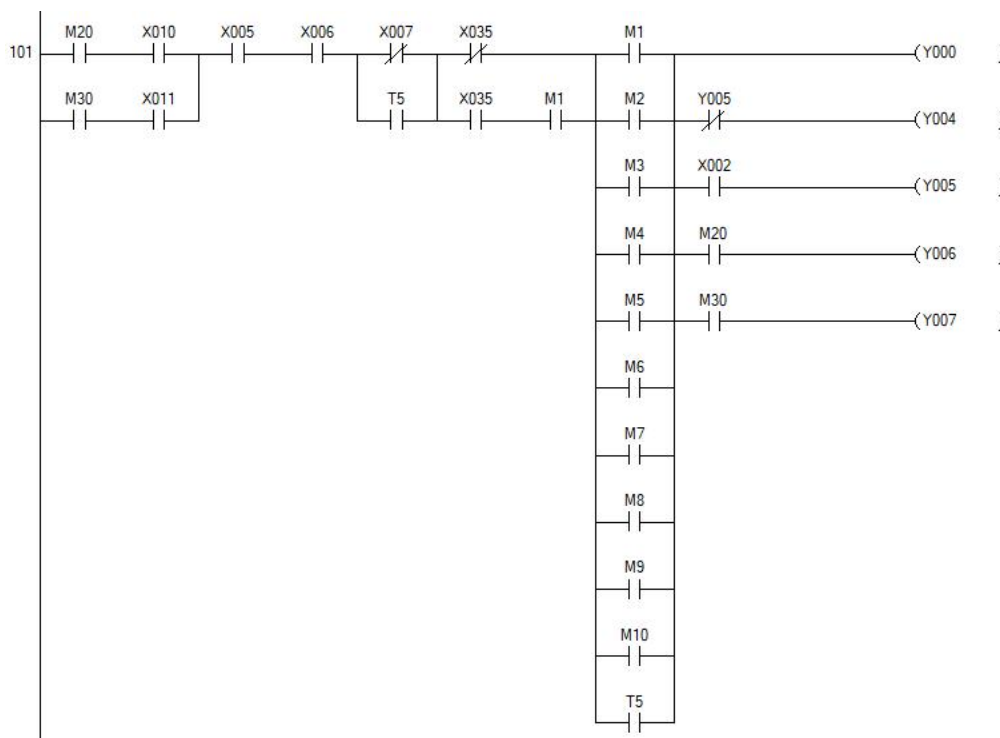 M20 X010 X005 X006 X007 X035 M1
101 (Y000
M30 X011 T5 X035 M1 M2 Y005
(Y004
M3 X002
(Y005
M4 M20
(Y006
M5 M30
(Y007
M6
M7
M8
M9
M10
T5